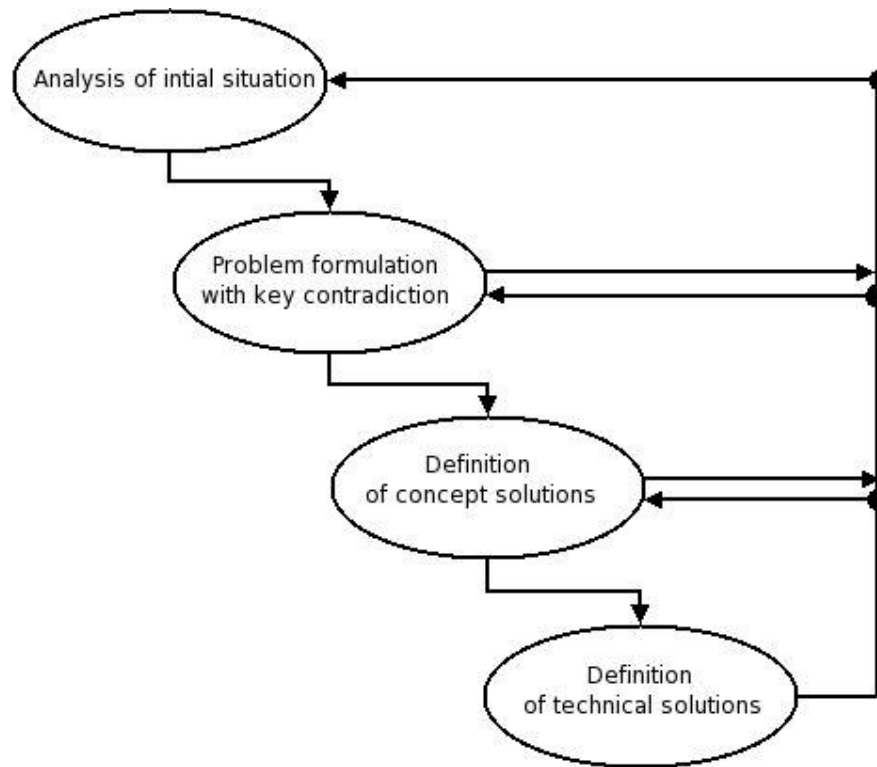 Analysis of intial situation
Problem formulation
with key contradiction
Definition
of concept solutions
Definition
of technical solutions